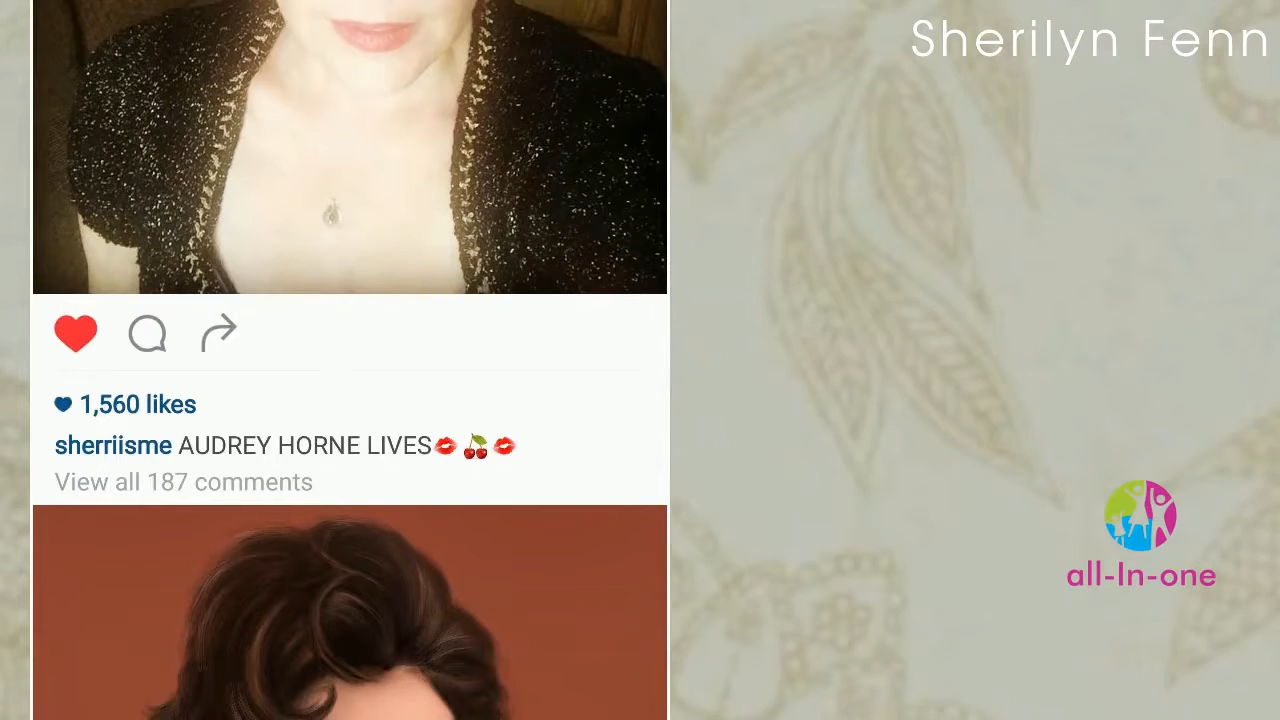 Sherilyn Fenn
1,560 likes
sherriisme AUDREY HORNE LIVES💋🍒💋
View all 187 comments
all-In-one